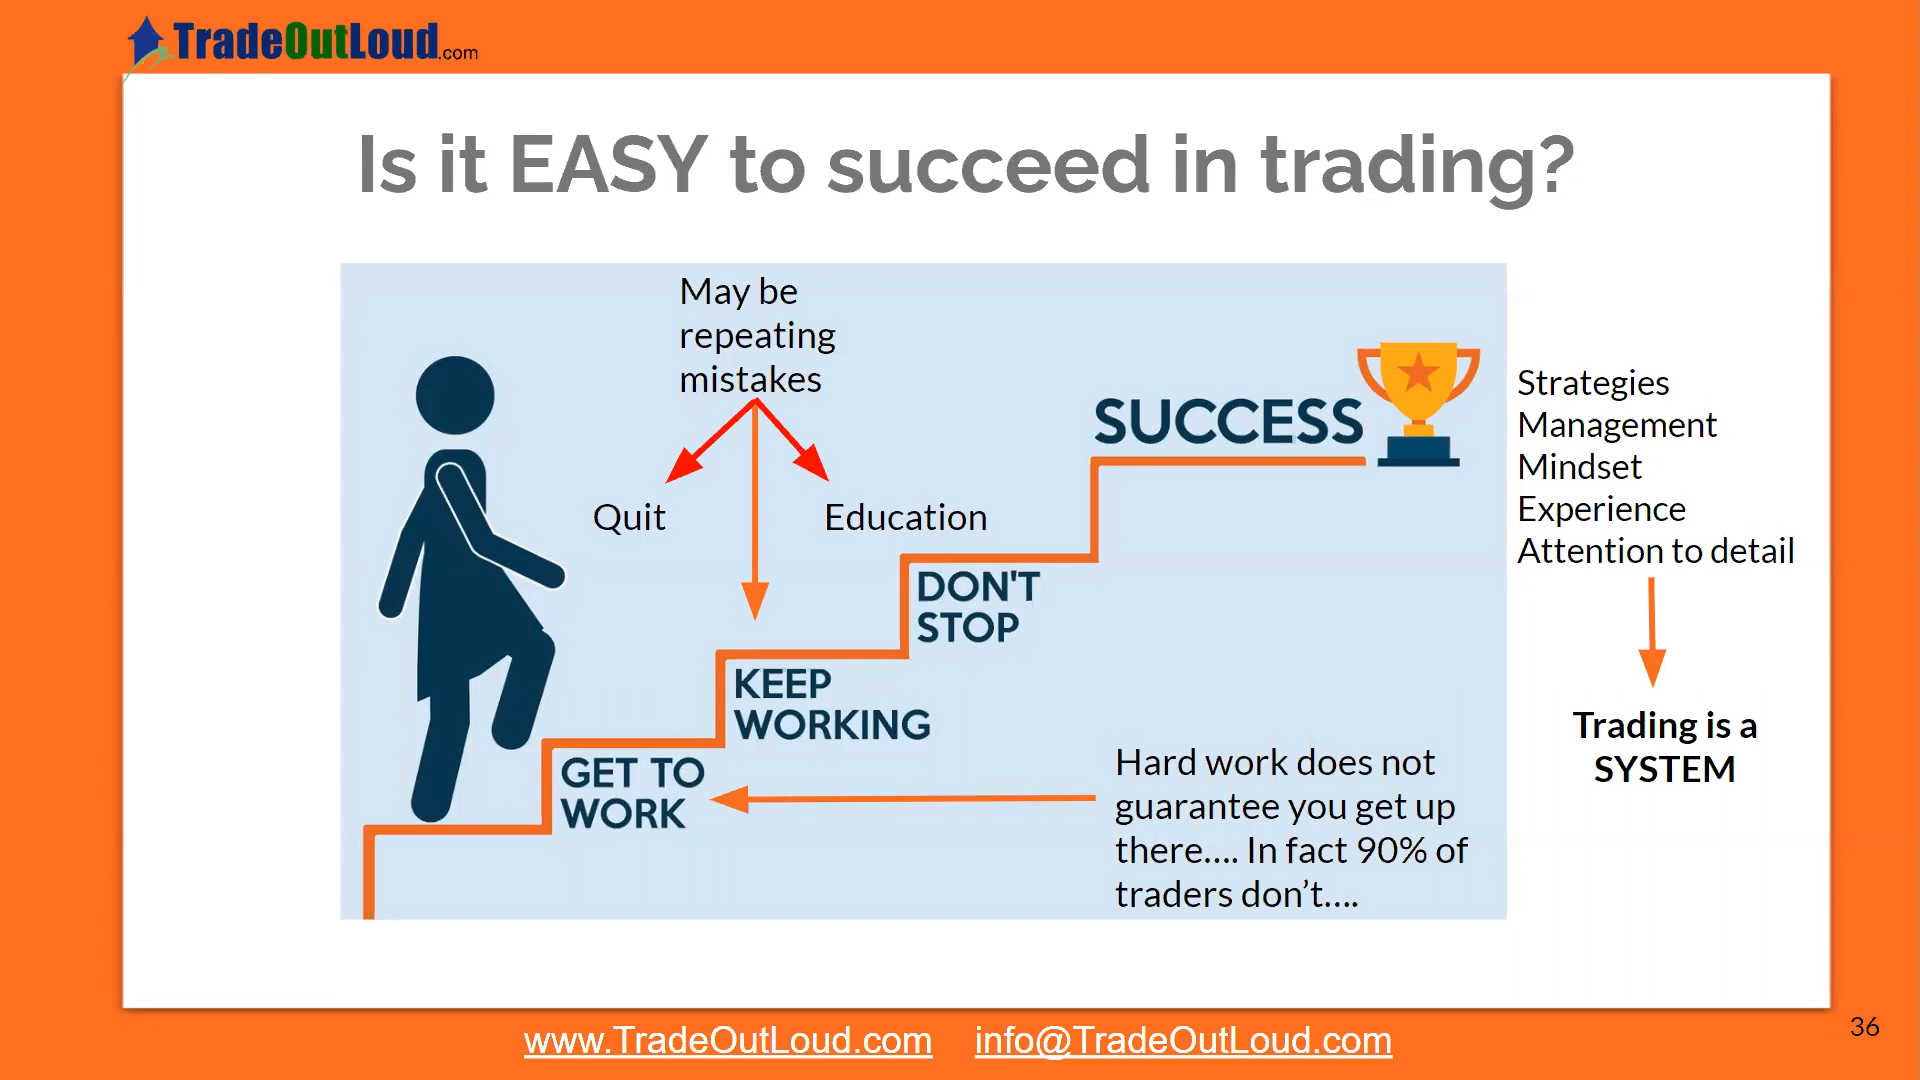 TradeOutLoud.com
Is it EASY to succeed in trading?
May be
repeating
mistakes
Quit
Education
SUCCESS
DON'T
STOP
KEEP
WORKING
GET TO
WORK
Hard work does not
guarantee you get up
there.... In fact 90% of
traders don’t....
Strategies
Management
Mindset
Experience
Attention to detail
Trading is a
SYSTEM
www.TradeOutLoud.com
info@TradeOutLoud.com
36